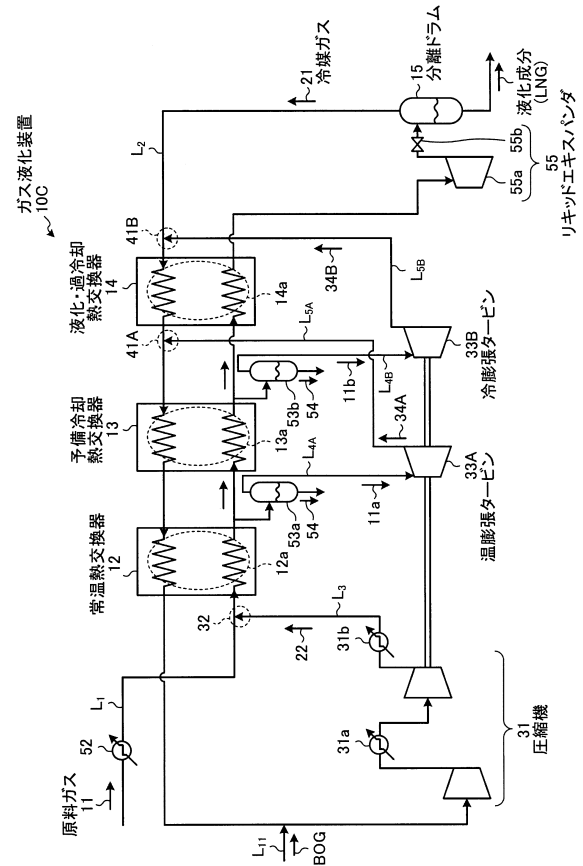 ガス液化装置
10C
原料ガス
11
52
L1
常温熱交換器
12
12a
予備冷却
熱交換器
13
13a
液化・過冷却
熱交換器
14
14a
41A
41B
L2
21
冷媒ガス
15
分離ドラム
液化成分
(LNG)
55a
55b
55
リキッドエキスパンダ
34B
L5B
L5A
53b
54
11b
L4B
34A
33B
冷膨張タービン
53a
54
L4A
11a
33A
温膨張タービン
32
22
L3
31b
31a
31
圧縮機
L11
BOG